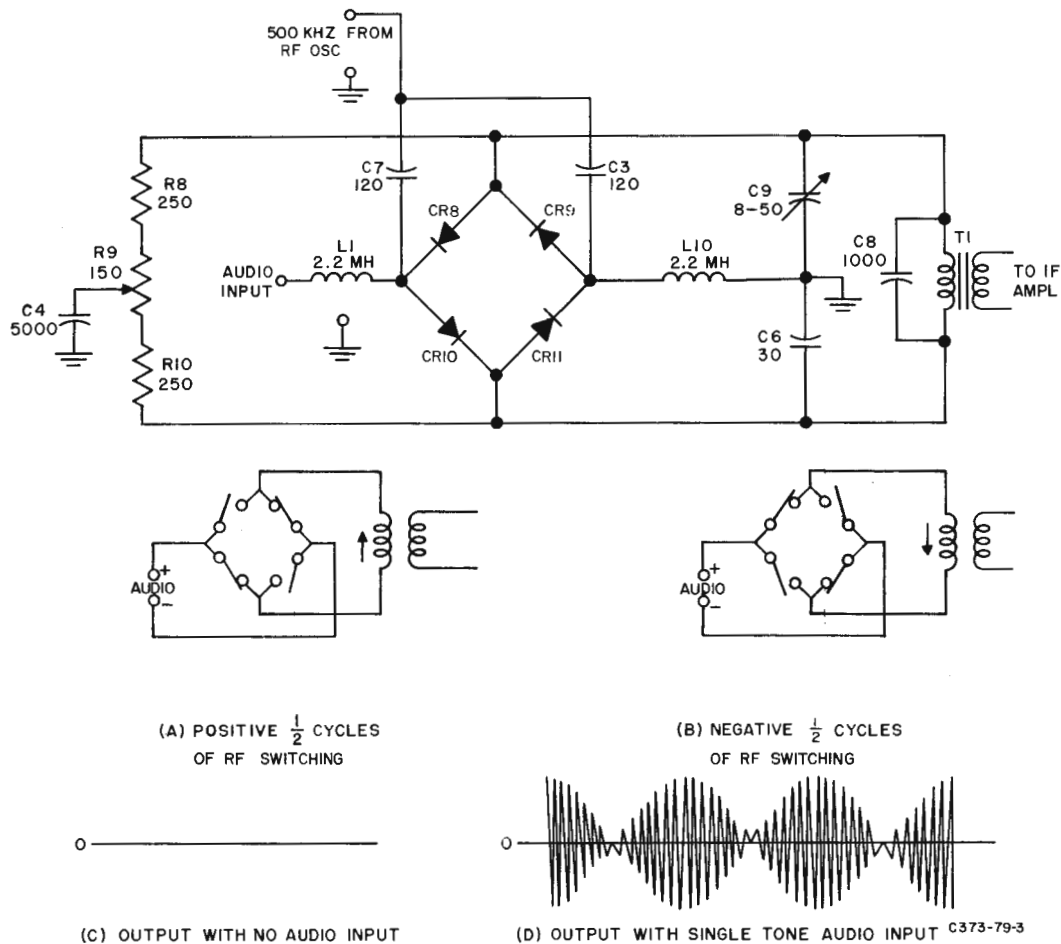 500 KHZ FROM
RF OSC
R8
250
R9
150
C4
5000
R10
250
AUDIO
INPUT
L1
2.2 MH
C7
120
CR8
CR9
CR10
CR11
C3
120
L10
2.2 MH
C9
8-50
C6
30
C8
1000
T1
TO IF
AMPL
+
AUDIO
-
+
AUDIO
-
(A) POSITIVE 1/2 CYCLES
OF RF SWITCHING
(B) NEGATIVE 1/2 CYCLES
OF RF SWITCHING
0
0
(C) OUTPUT WITH NO AUDIO INPUT
(D) OUTPUT WITH SINGLE TONE AUDIO INPUT
C373-79-3